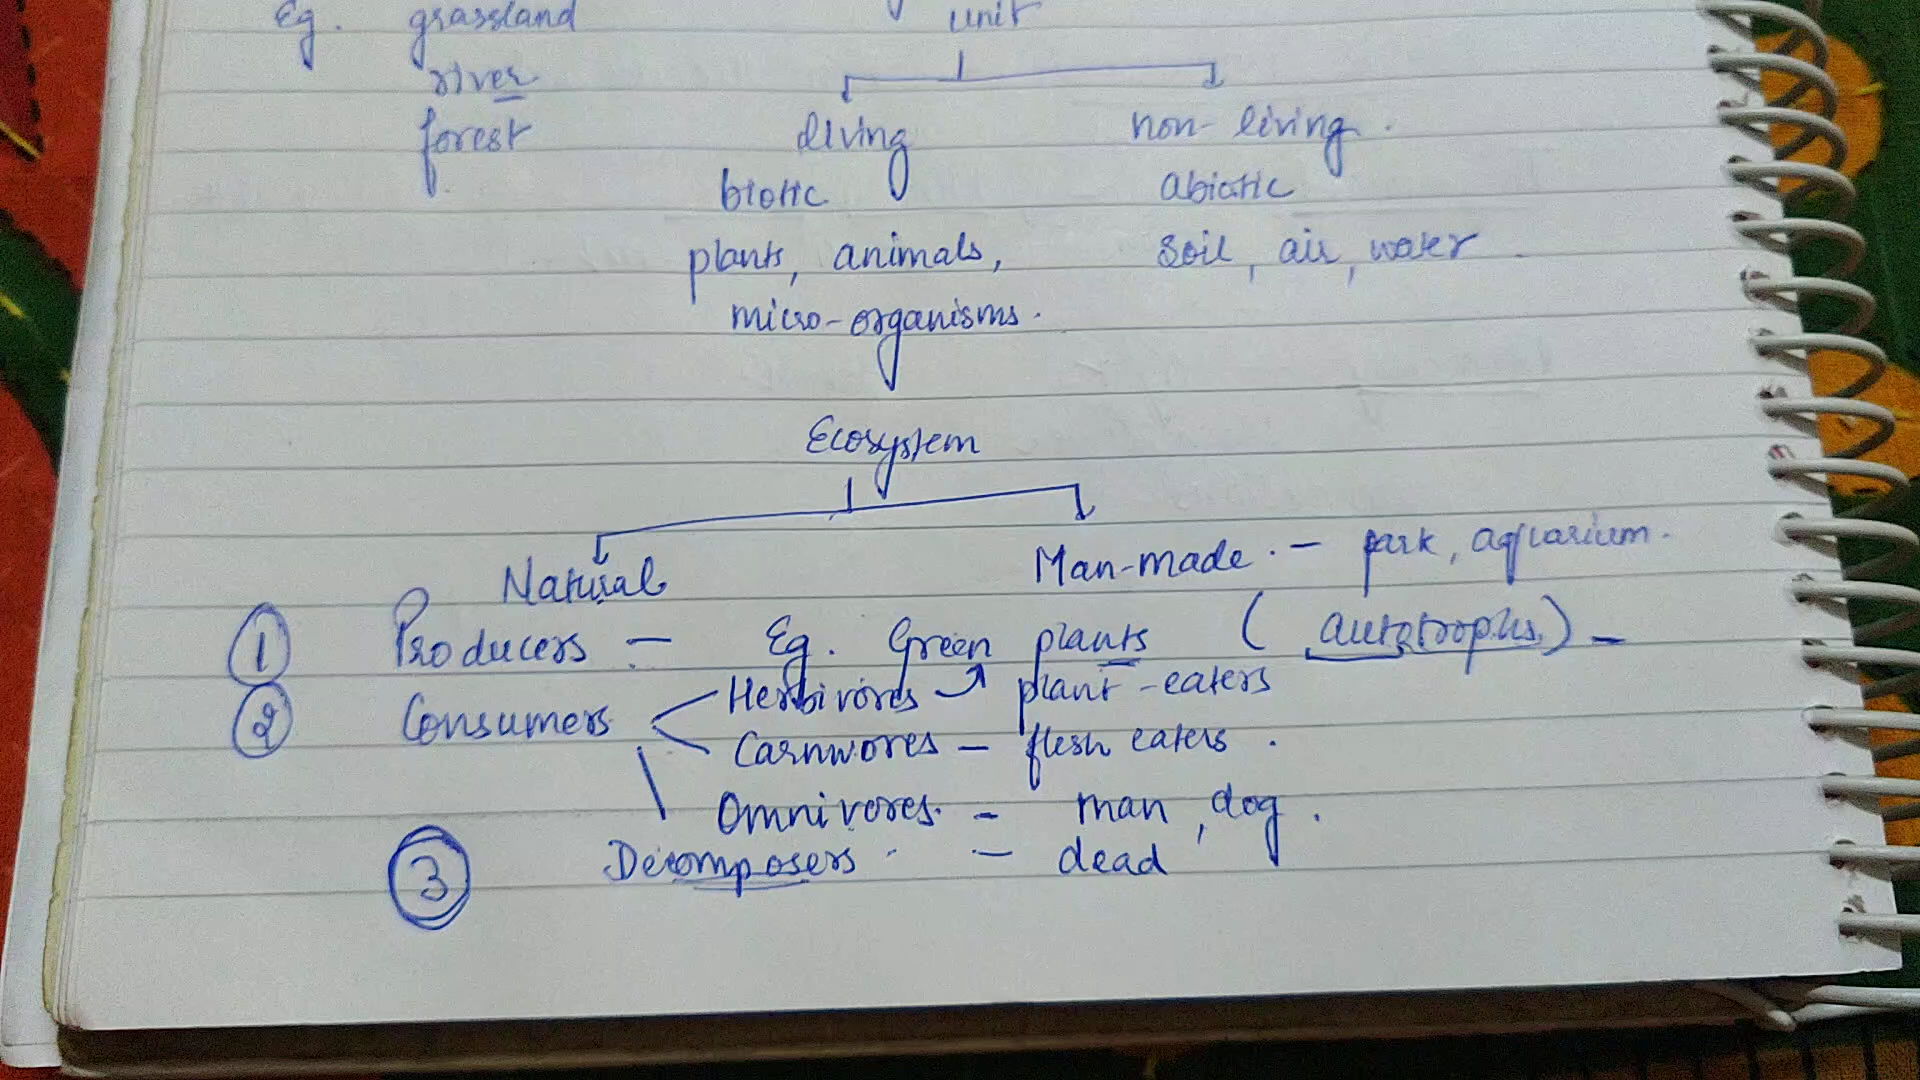 Eg. grassland unit
river
forest living non-living.
biotic abiotic
plants, animals, soil, air, water.
micro-organisms.
Ecosystem
Natural Man-made. - park, aquarium.
1 Producers - Eg. Green plants (autotrophs) -
2 Consumers Herbivores plant-eaters
Carnivores - flesh eaters.
Omnivores. - man, dog.
3 Decomposers - dead